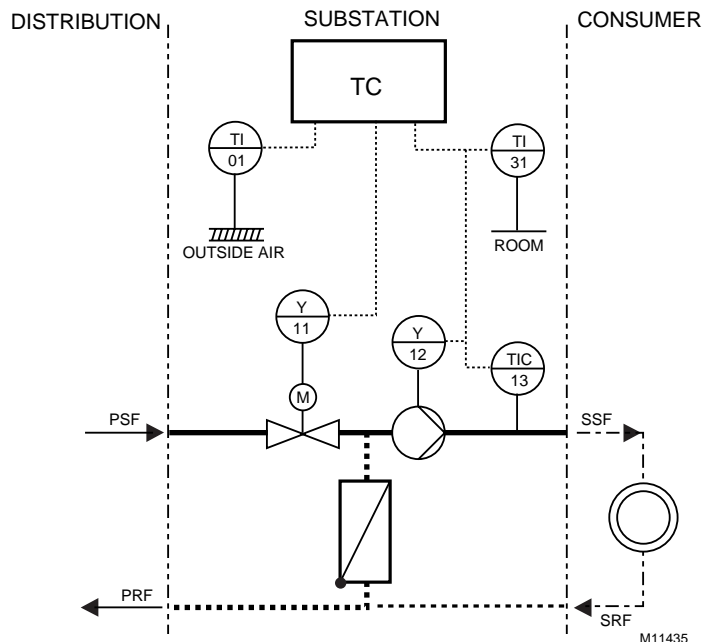 DISTRIBUTION SUBSTATION CONSUMER
TC
TI
01
TI
31
OUTSIDE AIR
ROOM
Y
11
Y
12
TIC
13
M
PSF
SSF
PRF
SRF
M11435